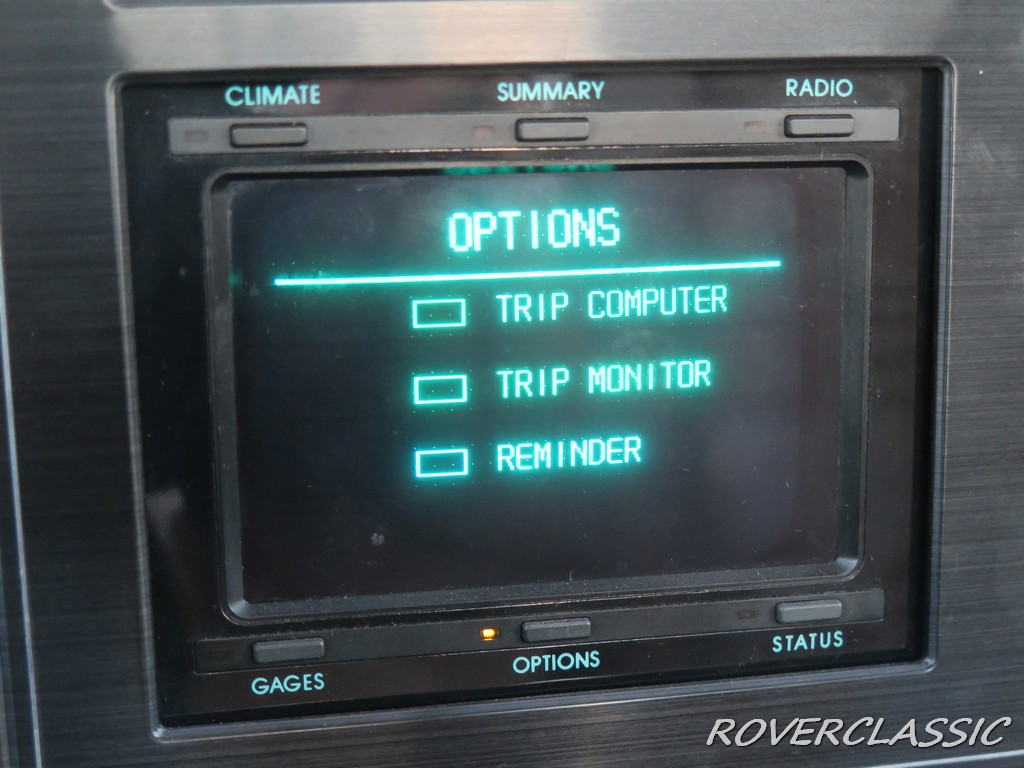 CLIMATE SUMMARY RADIO
OPTIONS
TRIP COMPUTER
TRIP MONITOR
REMINDER
GAGES OPTIONS STATUS
ROVERCLASSIC